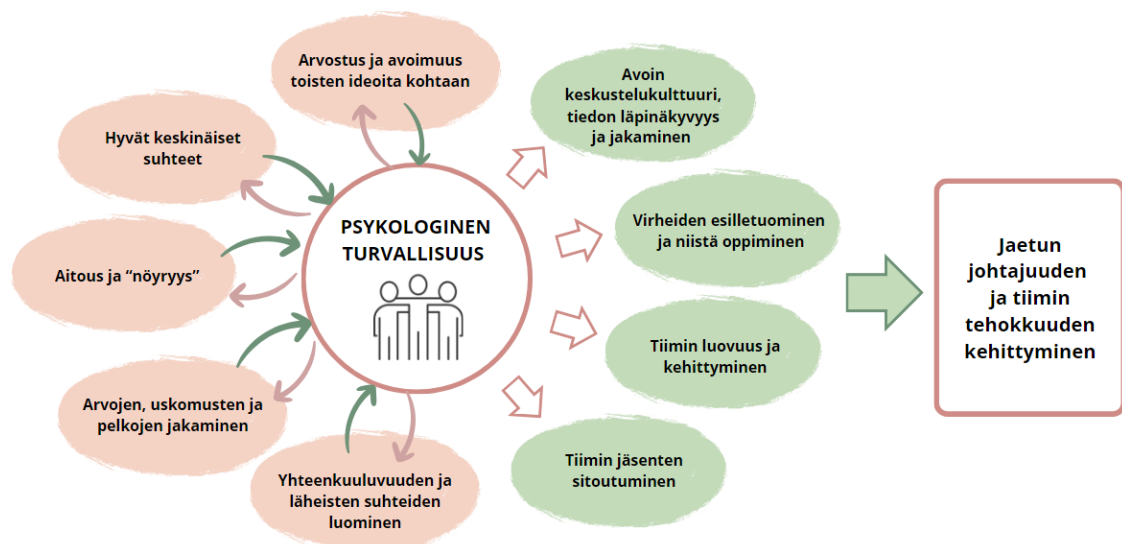 Arvostus ja avoimuus
toisten ideoita kohtaan
Hyvät keskinäiset
suhteet
Aitous ja “nöyryys”
Arvojen, uskomusten ja
pelkojen jakaminen
Yhteenkuuluvuuden ja
läheisten suhteiden
luominen
PSYKOLOGINEN
TURVALLISUUS
Avoin
keskustelukulttuuri,
tiedon läpinäkyvyys
ja jakaminen
Virheiden esilletuominen
ja niistä oppiminen
Tiimin luovuus ja
kehittyminen
Tiimin jäsenten
sitoutuminen
Jaetun
johtajuuden
ja tiimin
tehokkuuden
kehittyminen